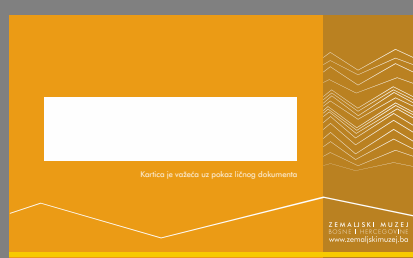 Kartica je važeća uz pokaz ličnog dokumenta
ZEMALJSKI MUZEJ
BOSNE I HERCEGOVINE
www.zemaljskimuzej.ba